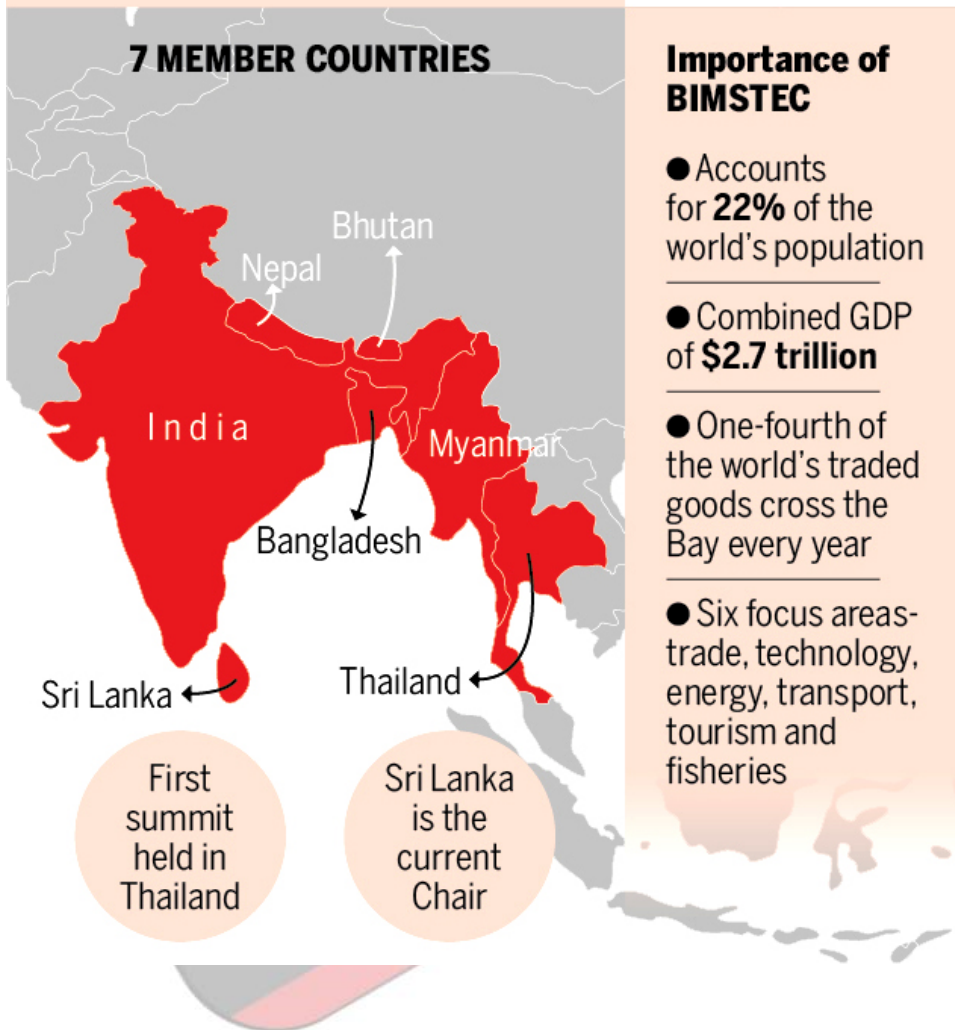 7 MEMBER COUNTRIES
Bhutan
Nepal
India
Myanmar
Bangladesh
Thailand
Sri Lanka
First
summit
held in
Thailand
Sri Lanka
is the
current
Chair
Importance of
BIMSTEC
● Accounts
for 22% of the
world's population
● Combined GDP
of $2.7 trillion
● One-fourth of
the world's traded
goods cross the
Bay every year
● Six focus areas-
trade, technology,
energy, transport,
tourism and
fisheries